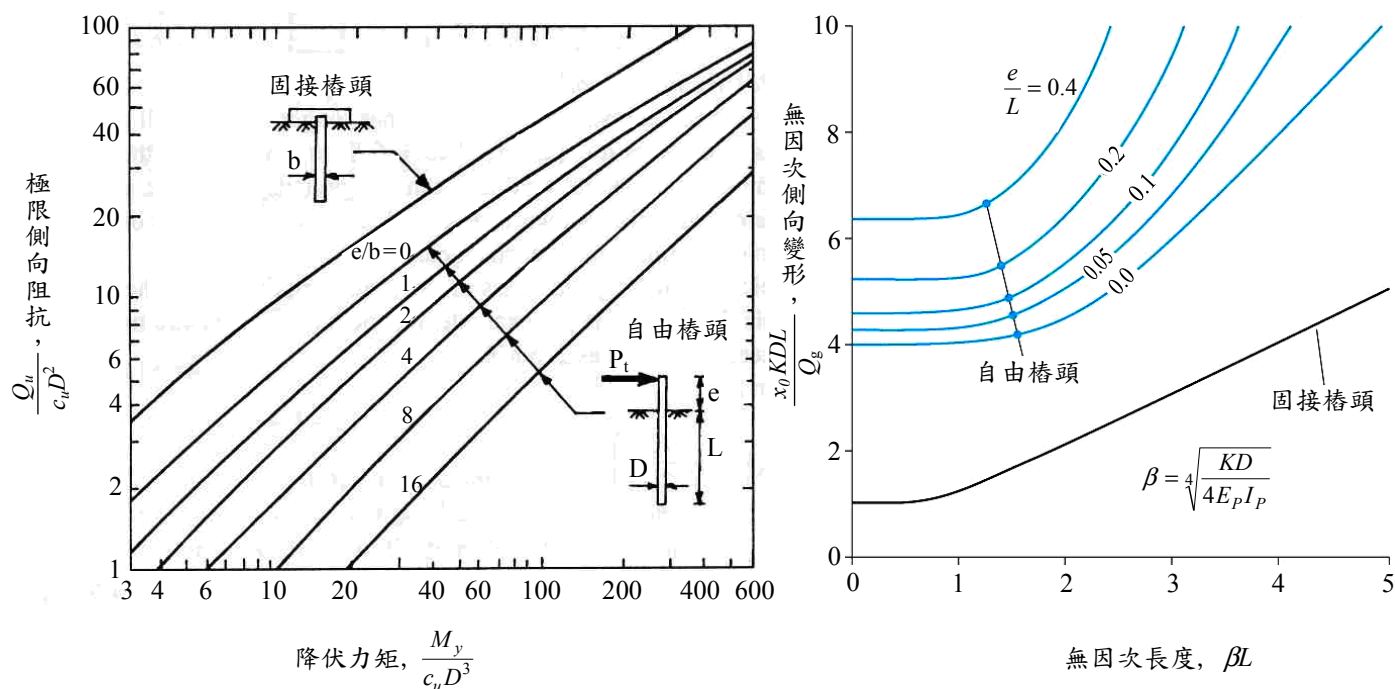 極限側向阻抗, Q_u / c_u D^2
100
60
40
20
10
6
4
2
1
固接樁頭
b
e/b=0
1
2
4
8
16
自由樁頭
P_t
e
L
D
3 4 6 10 20 40 60 100 200 400 600
降伏力矩, M_y / c_u D^3
無因次側向變形, x_0 KDL / Q_g
10
8
6
4
2
0
e/L = 0.4
0.2
0.1
0.05
0.0
自由樁頭
固接樁頭
β = ∜(KD / 4E_P I_P)
0 1 2 3 4 5
無因次長度, βL